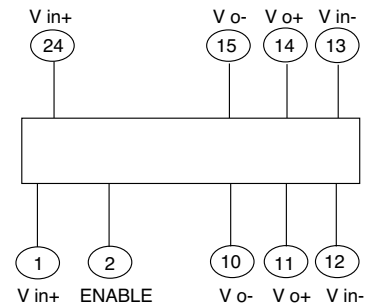 V in+ V o- V o+ V in-
24 15 14 13
1 2 10 11 12
V in+ ENABLE V o- V o+ V in-